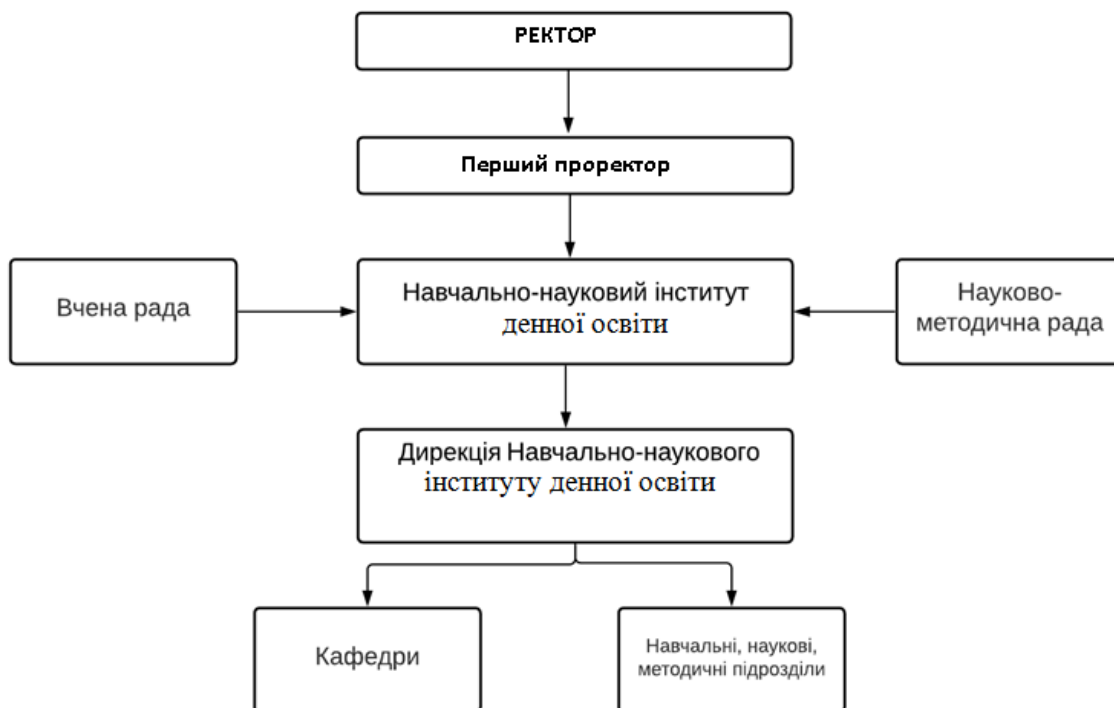 РЕКТОР
Перший проректор
Вчена рада
Навчально-науковий інститут
денної освіти
Науково-
методична рада
Дирекція Навчально-наукового
інституту денної освіти
Кафедри
Навчальні, наукові,
методичні підрозділи